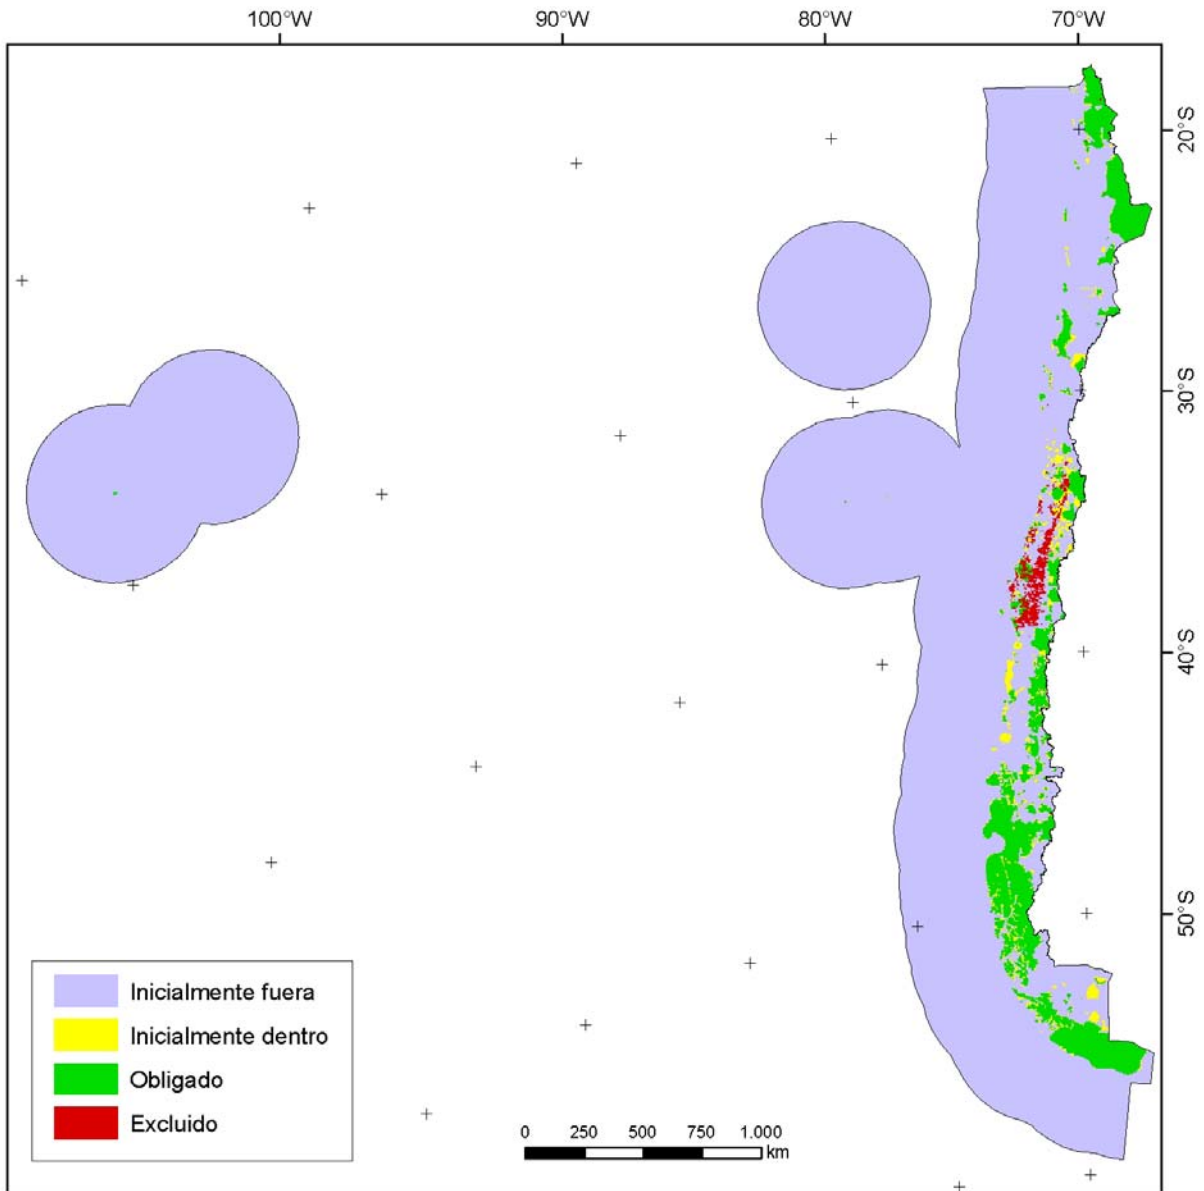 100°W 90°W 80°W 70°W
20°S
30°S
40°S
50°S
Inicialmente fuera
Inicialmente dentro
Obligado
Excluido
0 250 500 750 1.000
km